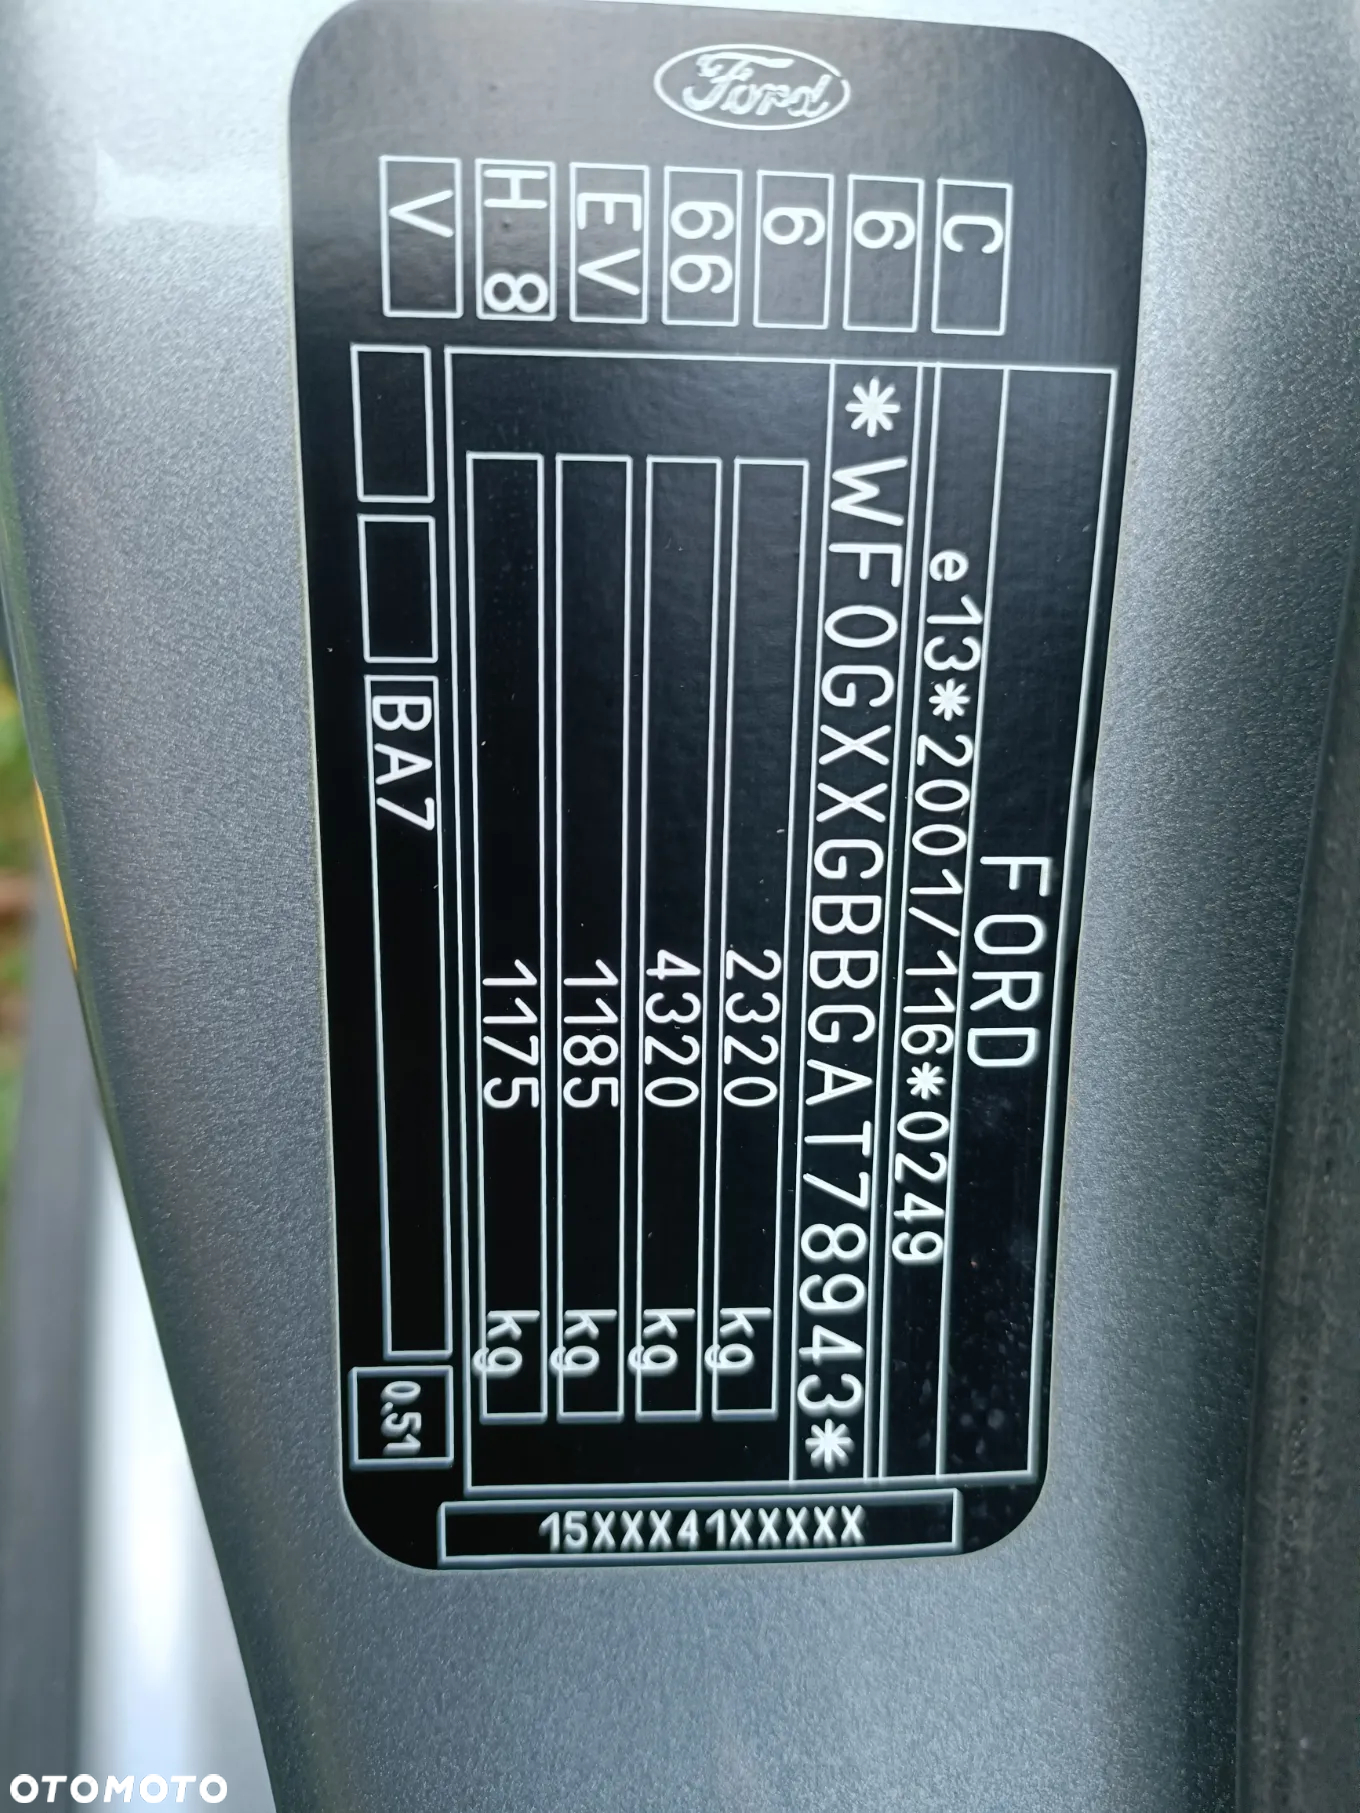 Ford
C
6
6
66
EV
H 8
V
FORD
e13*2001/116*0249
*WF0GXXGBBGAT78943*
2320 kg
4320 kg
1185 kg
1175 kg
BA7
0.51
15XXX41XXXXX
OTOMOTO